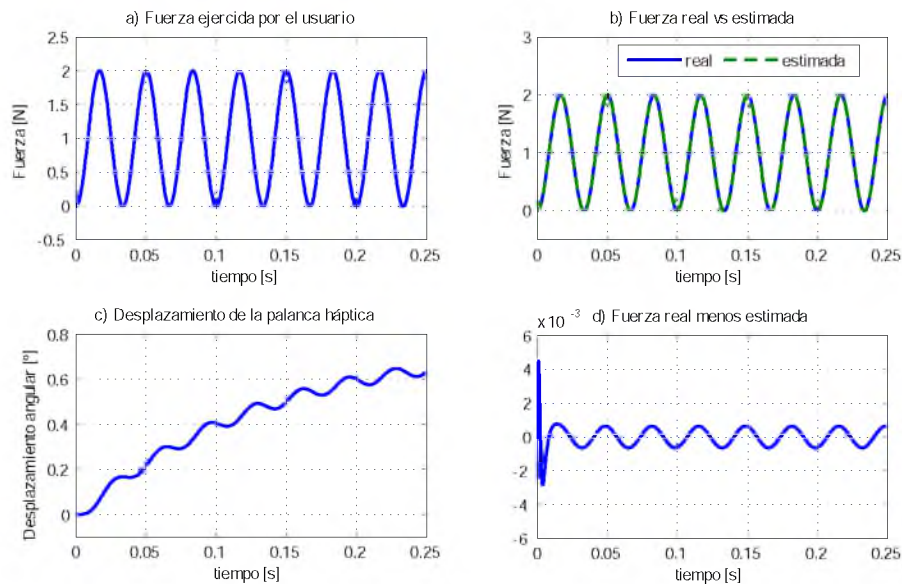 a) Fuerza ejercida por el usuario
2.5
2
1.5
1
0.5
0
-0.5
Fuerza [N]
0 0.05 0.1 0.15 0.2 0.25
tiempo [s]
b) Fuerza real vs estimada
3
2
1
0
Fuerza [N]
real estimada
0 0.05 0.1 0.15 0.2 0.25
tiempo [s]
c) Desplazamiento de la palanca háptica
0.8
0.6
0.4
0.2
0
Desplazamiento angular [º]
0 0.05 0.1 0.15 0.2 0.25
tiempo [s]
x 10 -3 d) Fuerza real menos estimada
6
4
2
0
-2
-4
-6
0 0.05 0.1 0.15 0.2 0.25
tiempo [s]